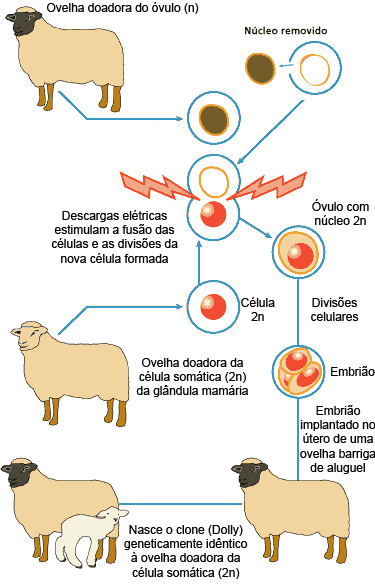 Ovelha doadora do óvulo (n)
Núcleo removido
Descargas elétricas
estimulam a fusão das
células e as divisões da
nova célula formada
Óvulo com
núcleo 2n
Célula
2n
Divisões
celulares
Ovelha doadora da
célula somática (2n)
da glândula mamária
Embrião
Embrião
implantado no
útero de uma
ovelha barriga
de aluguel
Nasce o clone (Dolly)
geneticamente idêntico
à ovelha doadora da
célula somática (2n)